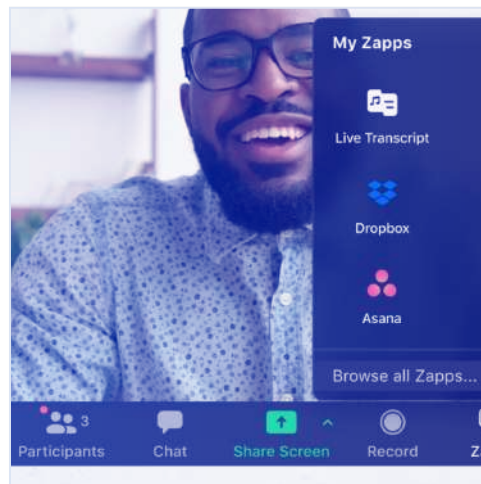 My Zapps
Live Transcript
Dropbox
Asana
Browse all Zapps...
3
Participants
Chat
Share Screen
Record